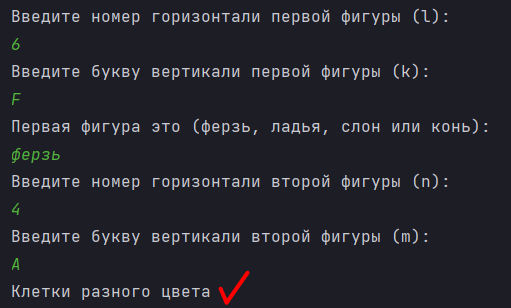 Введите номер горизонтали первой фигуры (l):
6
Введите букву вертикали первой фигуры (k):
F
Первая фигура это (ферзь, ладья, слон или конь):
ферзь
Введите номер горизонтали второй фигуры (n):
4
Введите букву вертикали второй фигуры (m):
A
Клетки разного цвета